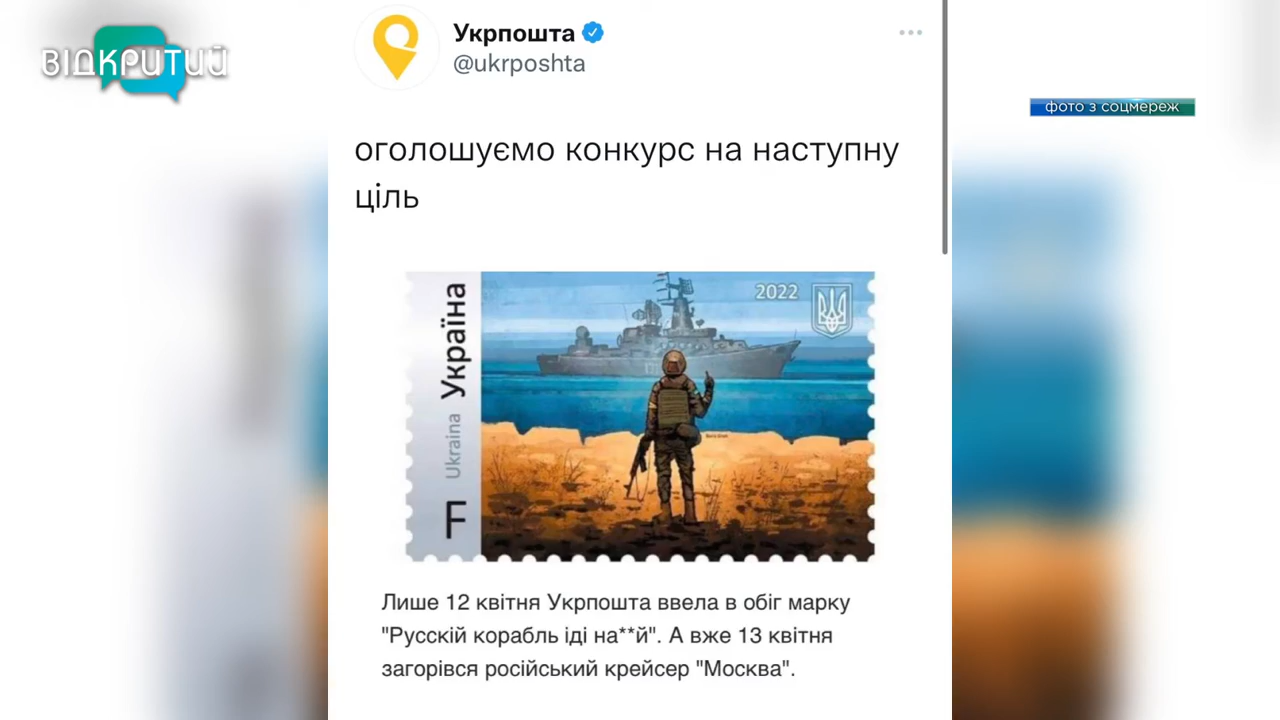 ВІДКРИТИЙ
Укрпошта
@ukrposhta
фото з соцмереж
оголошуємо конкурс на наступну
ціль
2022
Україна
Ukraina
F
Лише 12 квітня Укрпошта ввела в обіг марку
"Русскій корабль іді на**й". А вже 13 квітня
загорівся російський крейсер "Москва".